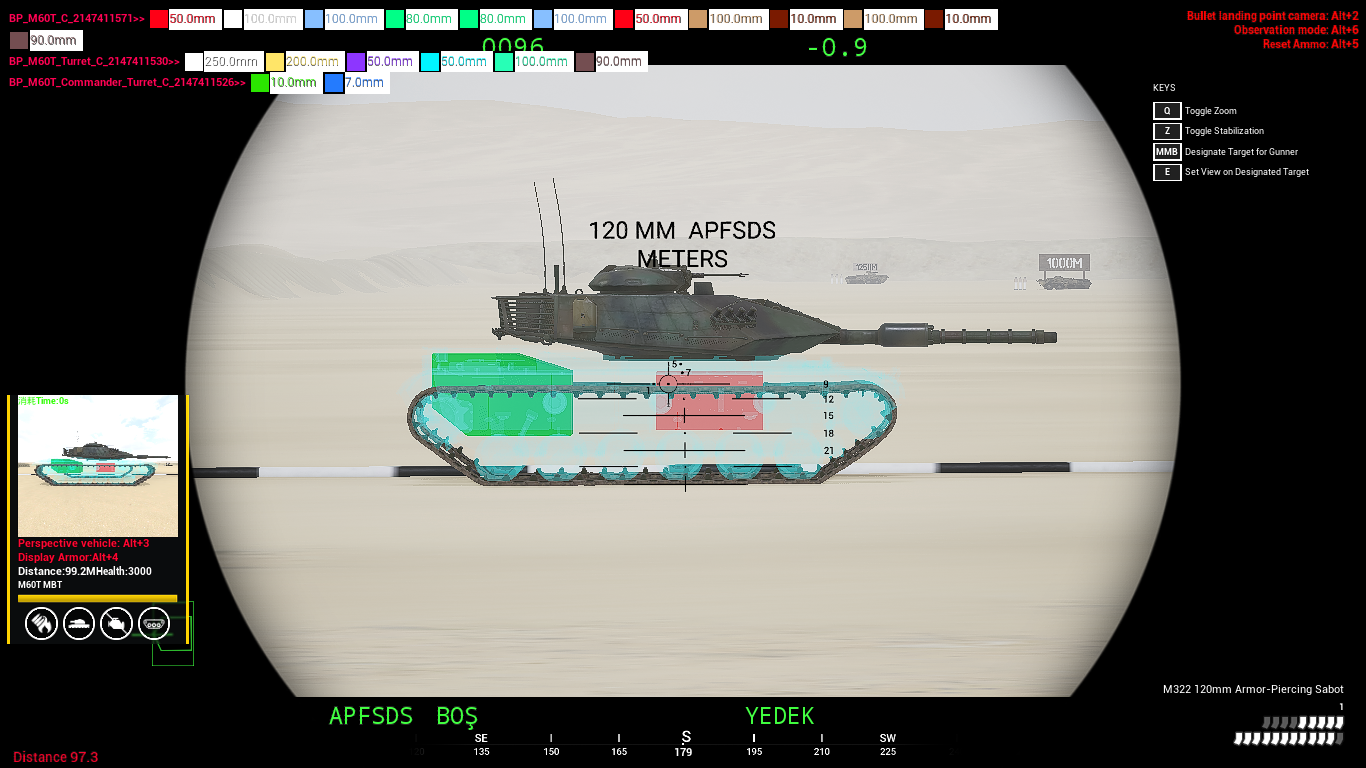 BP_M60T_C_2147411571>> 50.0mm 100.0mm 100.0mm 80.0mm 80.0mm 100.0mm 50.0mm 100.0mm 10.0mm 100.0mm 10.0mm
90.0mm
0096 -0.9
BP_M60T_Turret_C_2147411530>> 250.0mm 200.0mm 50.0mm 50.0mm 100.0mm 90.0mm
BP_M60T_Commander_Turret_C_2147411526>> 10.0mm 7.0mm
Bullet landing point camera: Alt+2
Observation mode: Alt+6
Reset Ammo: Alt+5
KEYS
Q Toggle Zoom
Z Toggle Stabilization
MMB Designate Target for Gunner
E Set View on Designated Target
120 MM APFSDS
METERS
1000M
5
7
1
9
12
15
18
21
消耗Time:0s
Perspective vehicle: Alt+3
Display Armor:Alt+4
Distance:99.2MHealth:3000
M60T MBT
M322 120mm Armor-Piercing Sabot
1
APFSDS BOŞ YEDEK
SE S SW
135 150 165 179 195 210 225
Distance 97.3